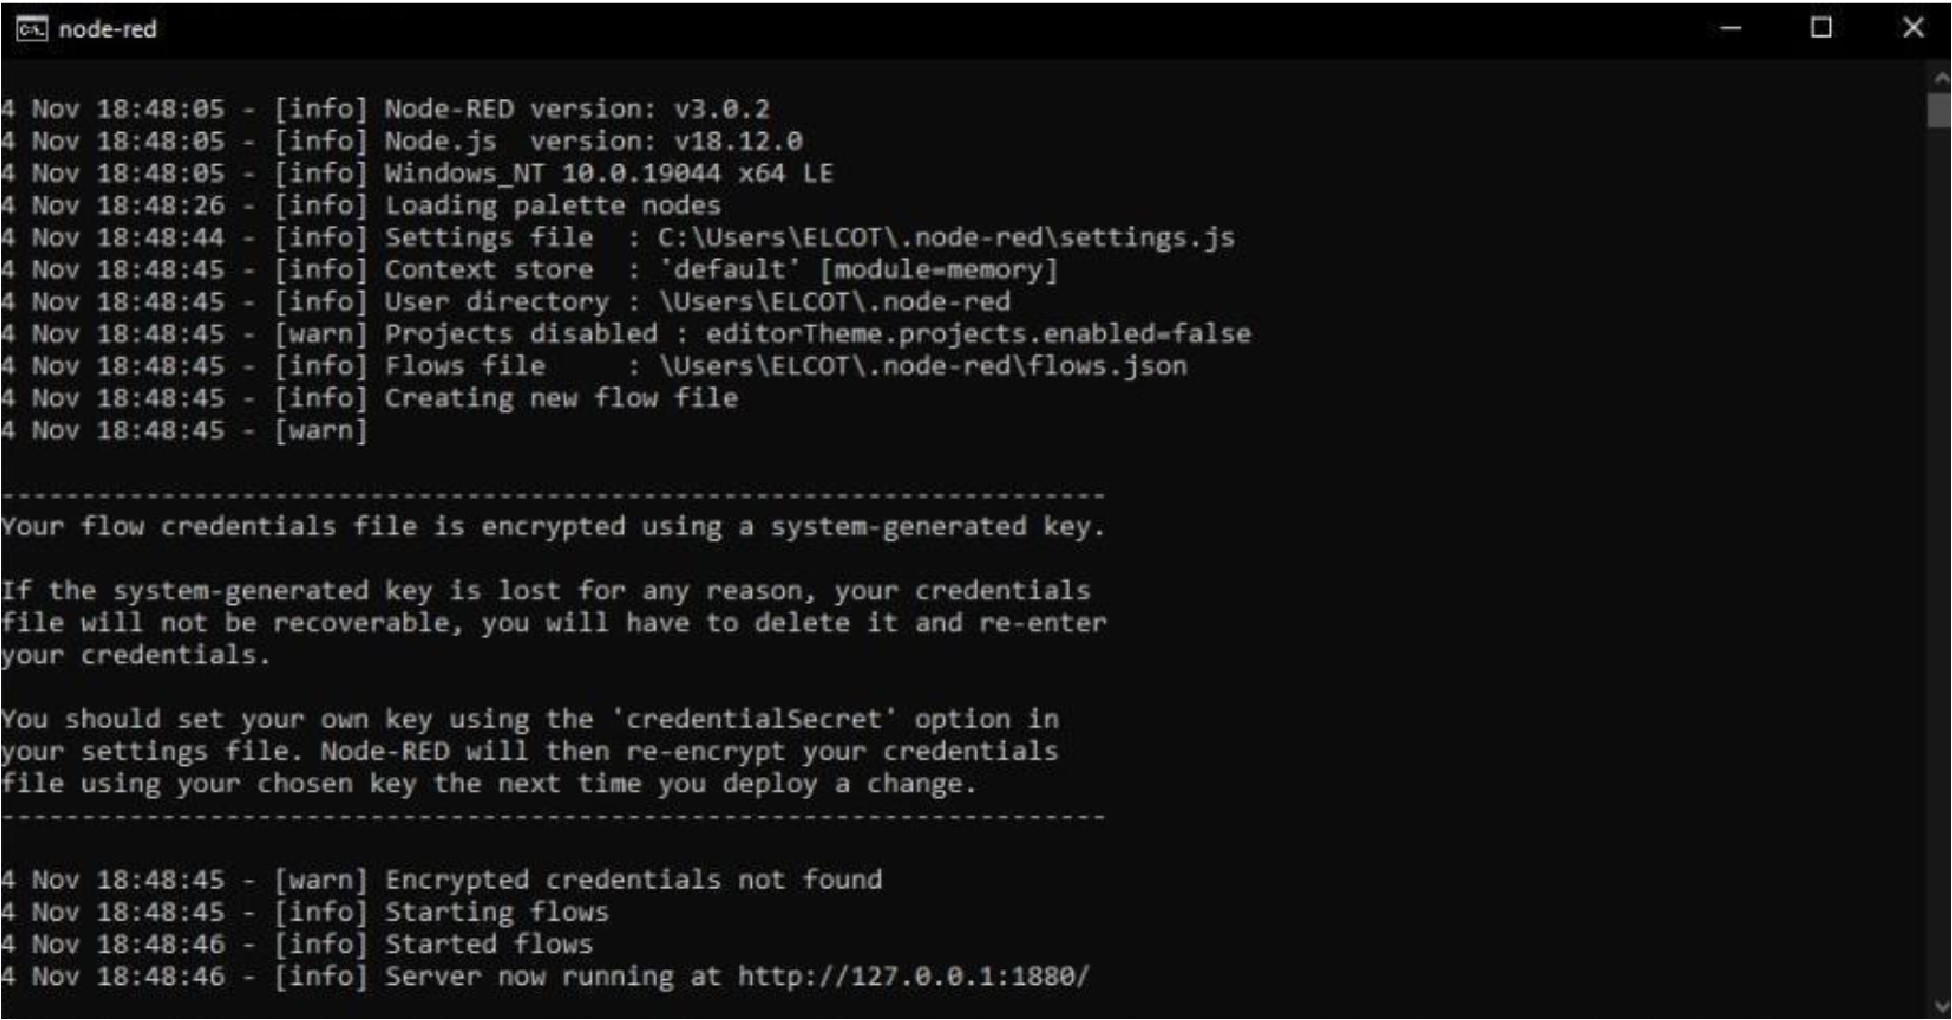 node-red
4 Nov 18:48:05 - [info] Node-RED version: v3.0.2
4 Nov 18:48:05 - [info] Node.js  version: v18.12.0
4 Nov 18:48:05 - [info] Windows_NT 10.0.19044 x64 LE
4 Nov 18:48:26 - [info] Loading palette nodes
4 Nov 18:48:44 - [info] Settings file  : C:\Users\ELCOT\.node-red\settings.js
4 Nov 18:48:45 - [info] Context store  : 'default' [module=memory]
4 Nov 18:48:45 - [info] User directory : \Users\ELCOT\.node-red
4 Nov 18:48:45 - [warn] Projects disabled : editorTheme.projects.enabled=false
4 Nov 18:48:45 - [info] Flows file     : \Users\ELCOT\.node-red\flows.json
4 Nov 18:48:45 - [info] Creating new flow file
4 Nov 18:48:45 - [warn]
---------------------------------------------------------------------
Your flow credentials file is encrypted using a system-generated key.
If the system-generated key is lost for any reason, your credentials
file will not be recoverable, you will have to delete it and re-enter
your credentials.
You should set your own key using the 'credentialSecret' option in
your settings file. Node-RED will then re-encrypt your credentials
file using your chosen key the next time you deploy a change.
---------------------------------------------------------------------
4 Nov 18:48:45 - [warn] Encrypted credentials not found
4 Nov 18:48:45 - [info] Starting flows
4 Nov 18:48:46 - [info] Started flows
4 Nov 18:48:46 - [info] Server now running at http://127.0.0.1:1880/